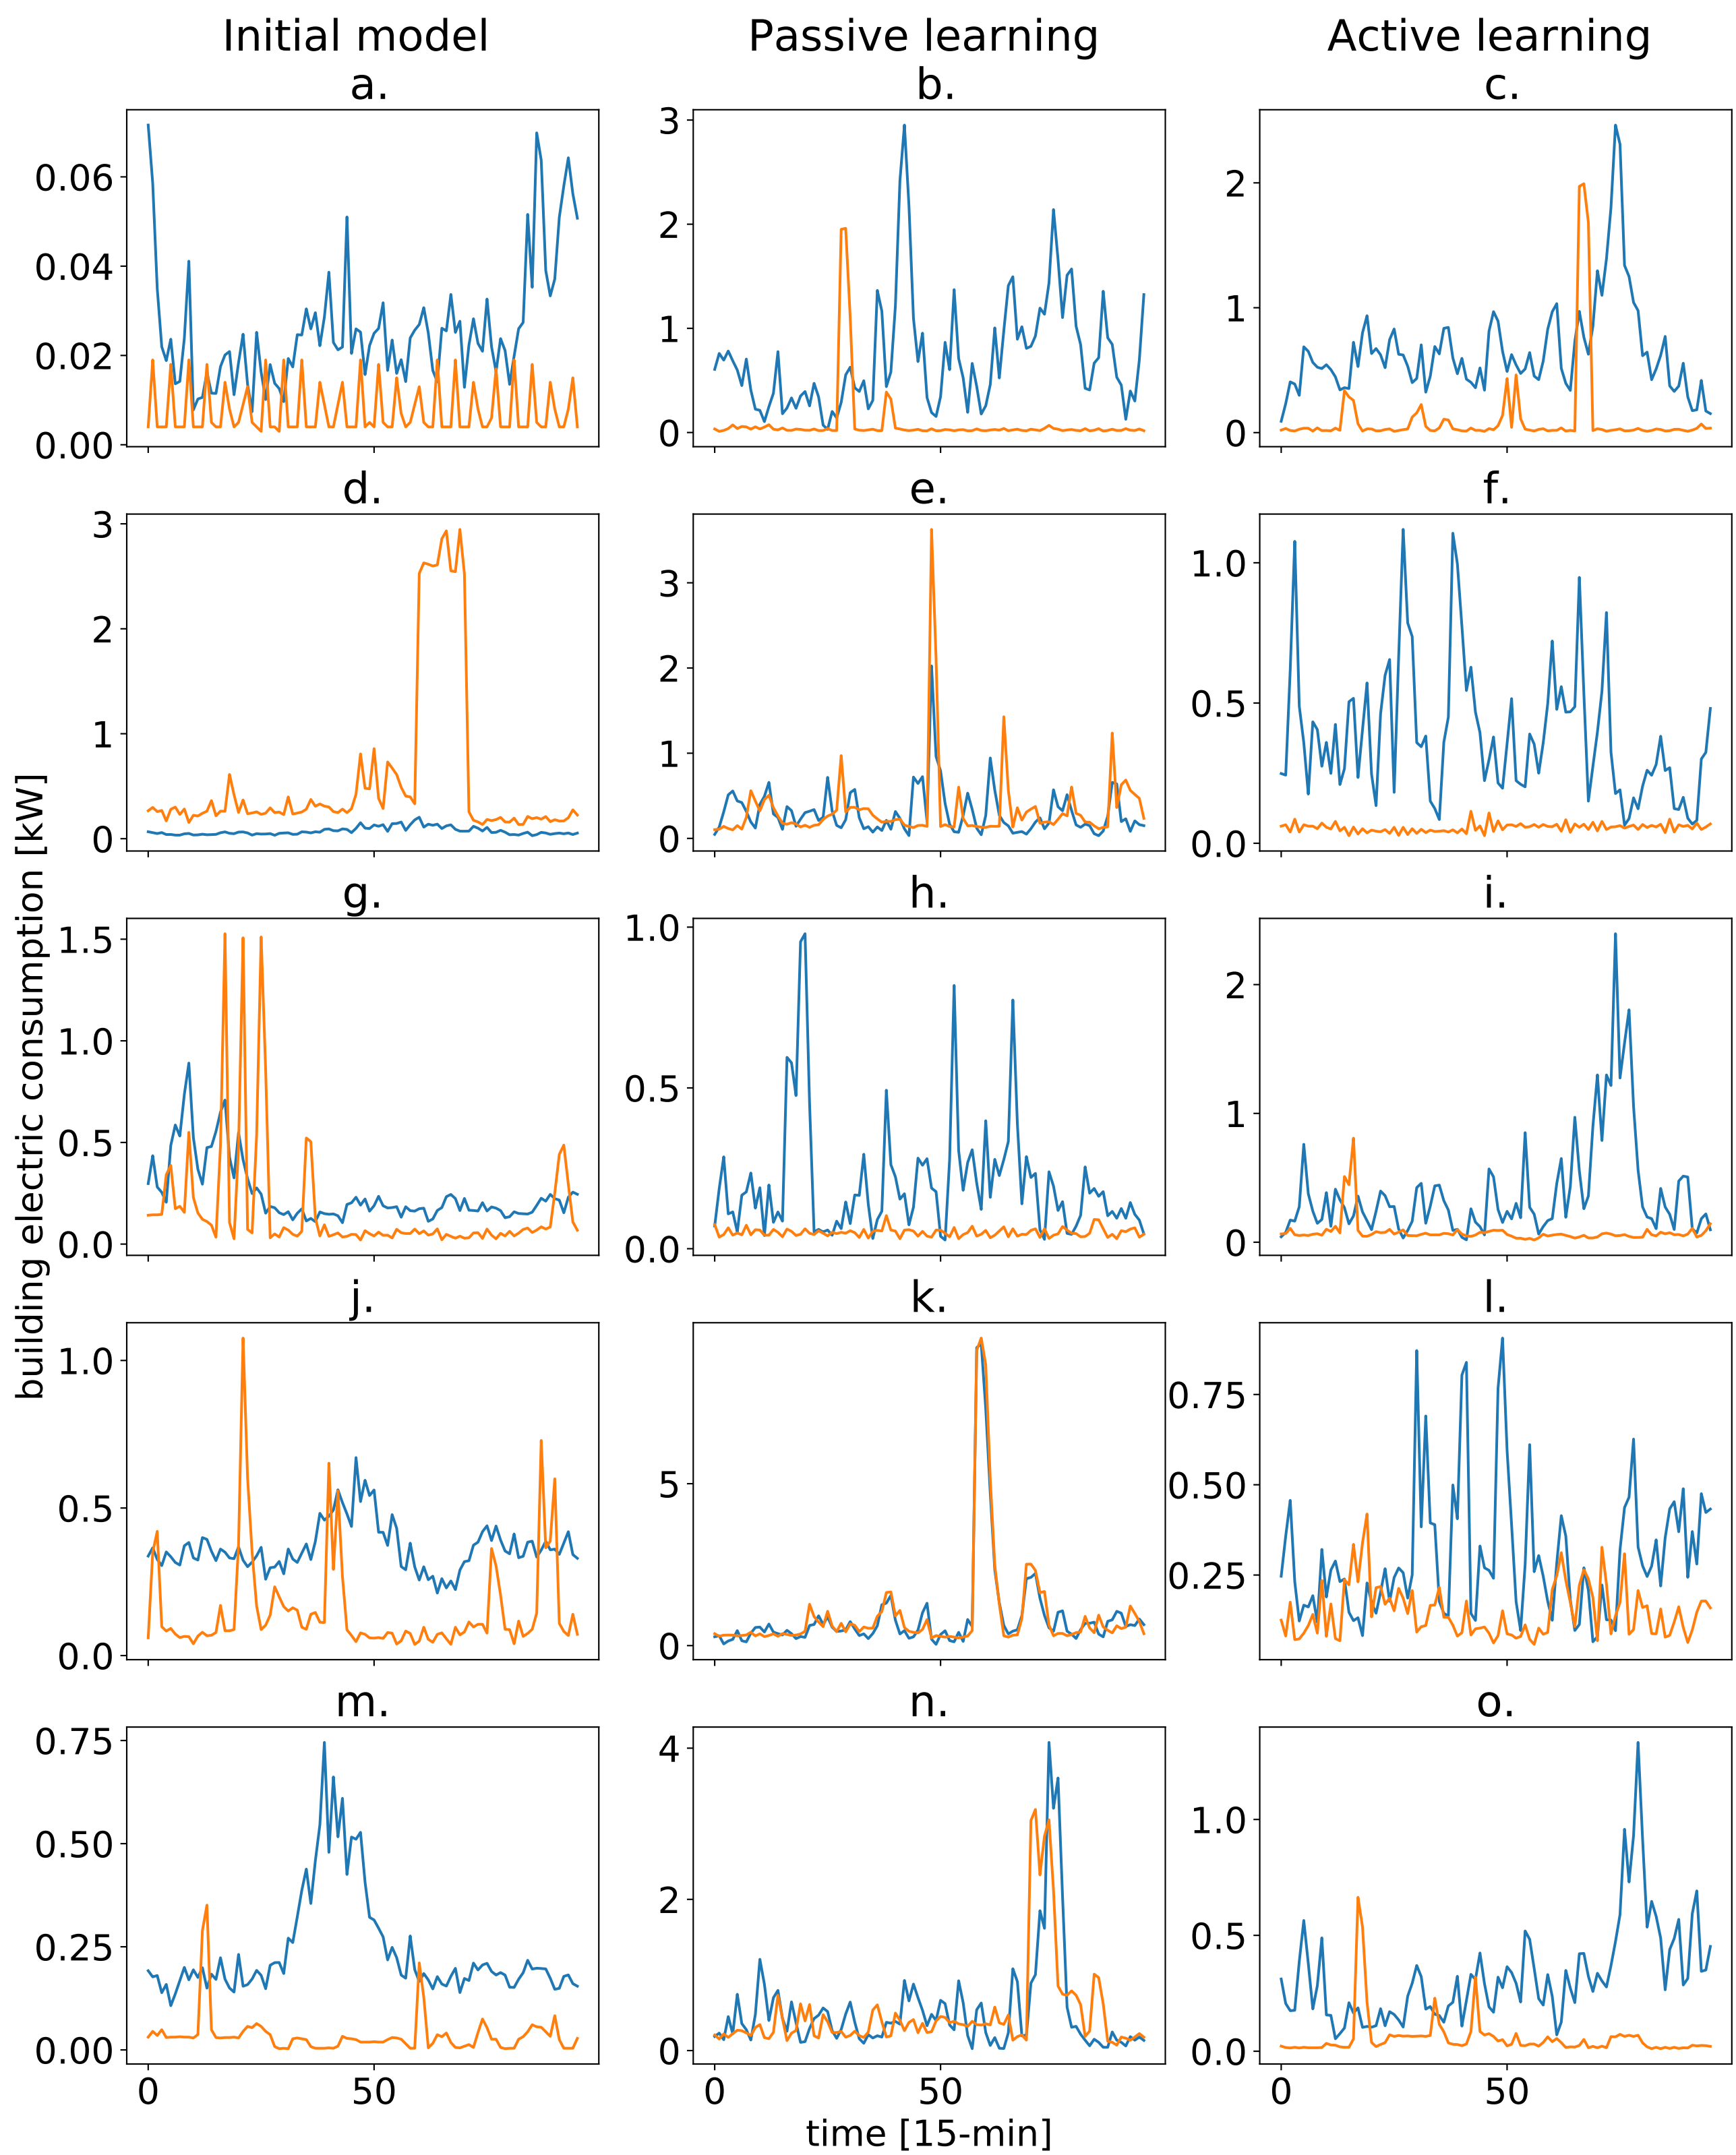 Initial model
Passive learning
Active learning
a.
b.
c.
0.06
0.04
0.02
0.00
3
2
1
0
2
1
0
d.
e.
f.
3
2
1
0
3
2
1
0
1.0
0.5
0.0
g.
h.
i.
1.5
1.0
0.5
0.0
1.0
0.5
0.0
2
1
0
j.
k.
l.
1.0
0.5
0.0
5
0
0.75
0.50
0.25
m.
n.
o.
0.75
0.50
0.25
0.00
4
2
0
1.0
0.5
0.0
0
50
0
50
0
50
building electric consumption [kW]
time [15-min]